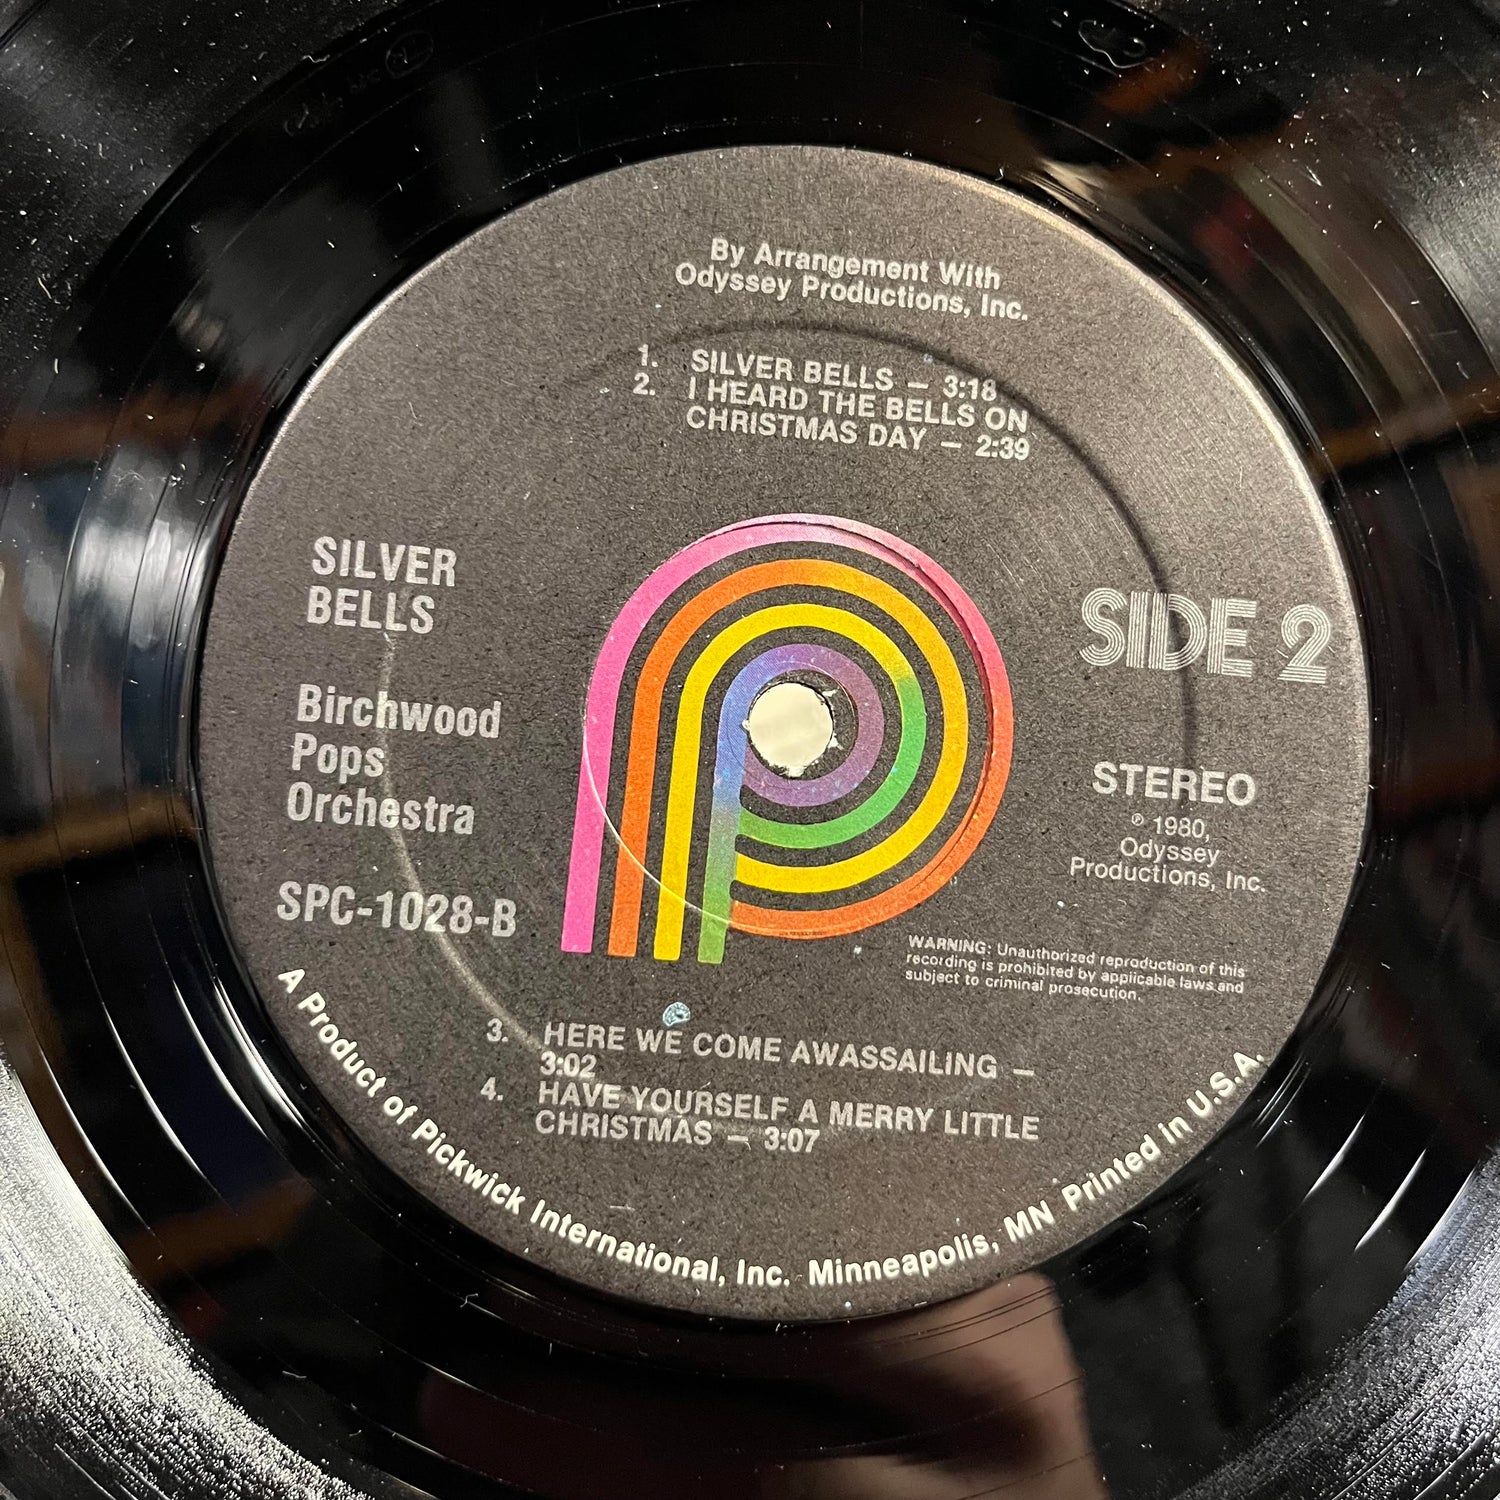 By Arrangement With
Odyssey Productions, Inc.
1. SILVER BELLS – 3:18
2. I HEARD THE BELLS ON
CHRISTMAS DAY – 2:39
SILVER
BELLS
Birchwood
Pops
Orchestra
SPC-1028-B
SIDE 2
STEREO
℗ 1980,
Odyssey
Productions, Inc.
WARNING: Unauthorized reproduction of this
recording is prohibited by applicable laws and
subject to criminal prosecution.
3. HERE WE COME AWASSAILING –
3:02
4. HAVE YOURSELF A MERRY LITTLE
CHRISTMAS – 3:07
A Product of Pickwick International, Inc. Minneapolis, MN Printed in U.S.A.